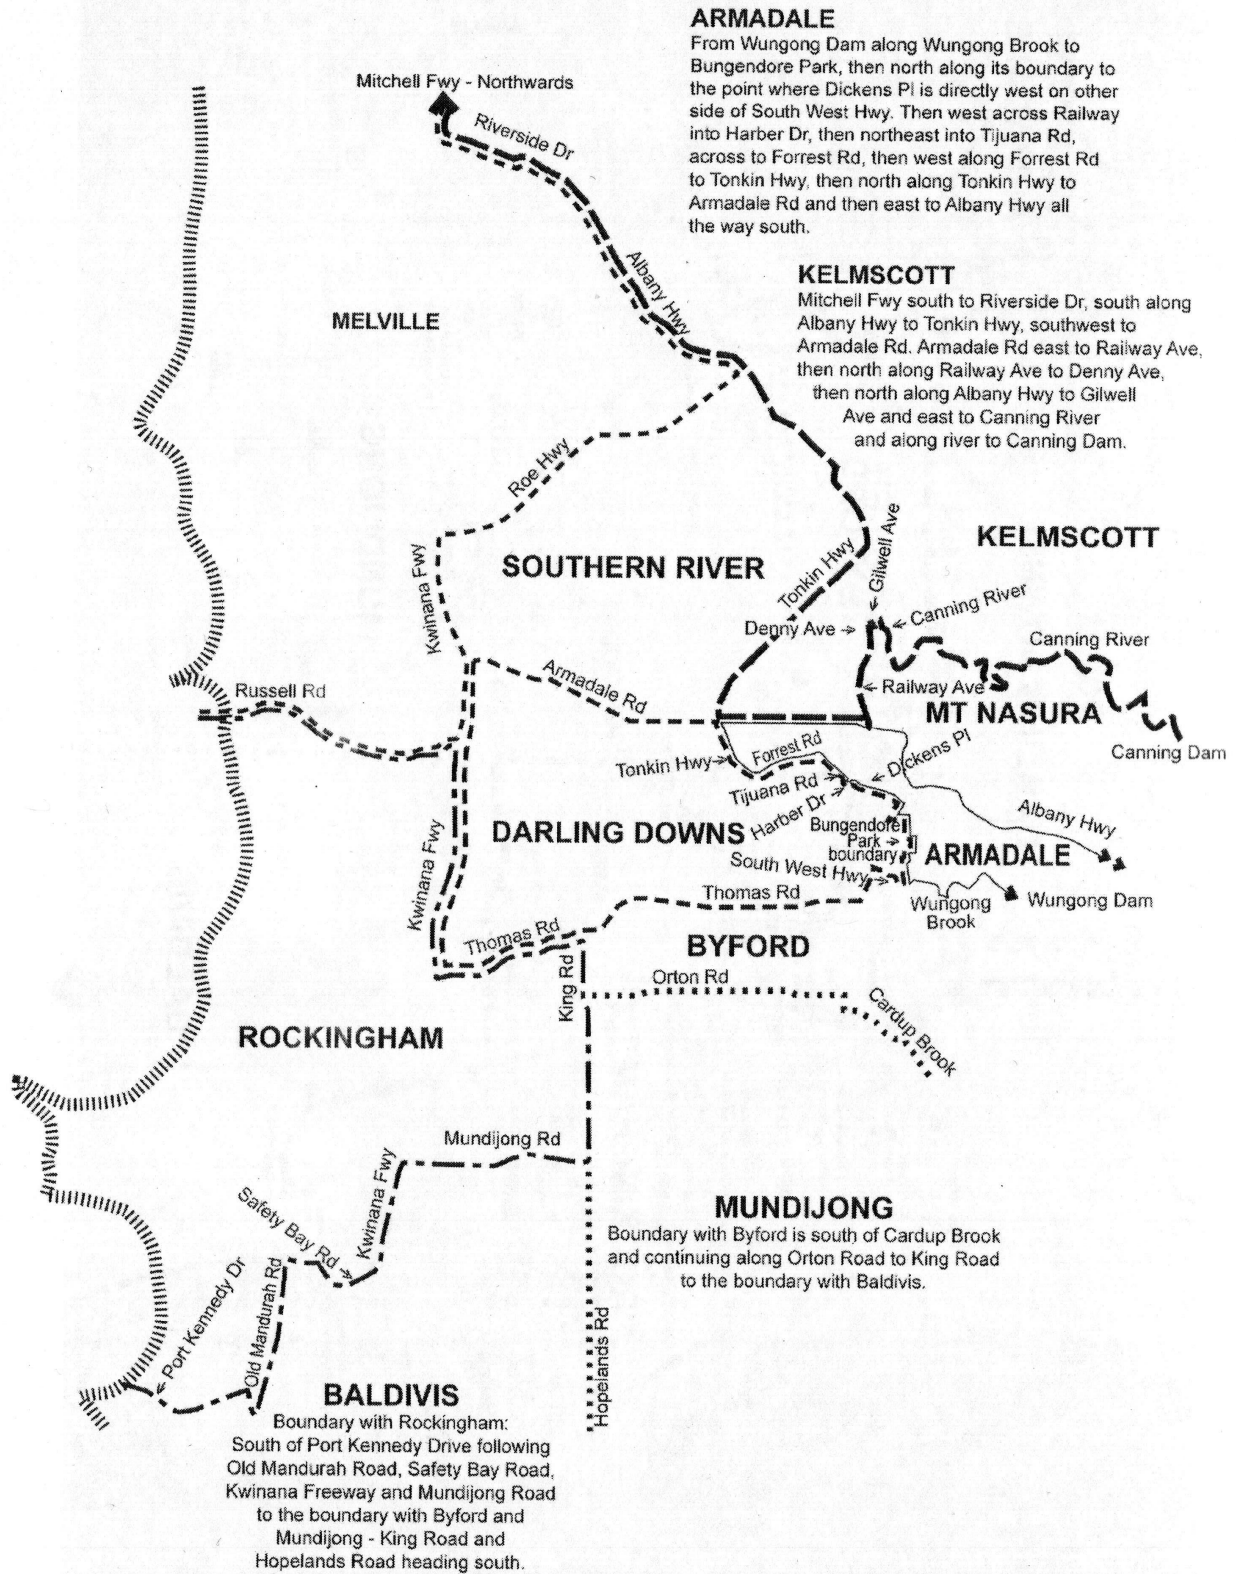 ARMADALE
From Wungong Dam along Wungong Brook to
Bungendore Park, then north along its boundary to
the point where Dickens Pl is directly west on other
side of South West Hwy. Then west across Railway
into Harber Dr, then northeast into Tijuana Rd,
across to Forrest Rd, then west along Forrest Rd
to Tonkin Hwy, then north along Tonkin Hwy to
Armadale Rd and then east to Albany Hwy all
the way south.
Mitchell Fwy - Northwards
Riverside Dr
Albany Hwy
KELMSCOTT
Mitchell Fwy south to Riverside Dr, south along
Albany Hwy to Tonkin Hwy, southwest to
Armadale Rd. Armadale Rd east to Railway Ave,
then north along Railway Ave to Denny Ave,
then north along Albany Hwy to Gilwell
Ave and east to Canning River
and along river to Canning Dam.
MELVILLE
Roe Hwy
Kwinana Fwy
SOUTHERN RIVER
Tonkin Hwy
Gilwell Ave
KELMSCOTT
Denny Ave
Canning River
Canning River
Russell Rd
Armadale Rd
Railway Ave
MT NASURA
Canning Dam
Tonkin Hwy
Forrest Rd
Dickens Pl
Tijuana Rd
Harber Dr
Albany Hwy
Kwinana Fwy
DARLING DOWNS
Bungendore
Park
boundary
ARMADALE
South West Hwy
Thomas Rd
Wungong
Brook
Wungong Dam
Thomas Rd
BYFORD
King Rd
Orton Rd
Cardup Brook
ROCKINGHAM
Mundijong Rd
Kwinana Fwy
Safety Bay Rd
MUNDIJONG
Boundary with Byford is south of Cardup Brook
and continuing along Orton Road to King Road
to the boundary with Baldivis.
Port Kennedy Dr
Old Mandurah Rd
Hopelands Rd
BALDIVIS
Boundary with Rockingham:
South of Port Kennedy Drive following
Old Mandurah Road, Safety Bay Road,
Kwinana Freeway and Mundijong Road
to the boundary with Byford and
Mundijong - King Road and
Hopelands Road heading south.